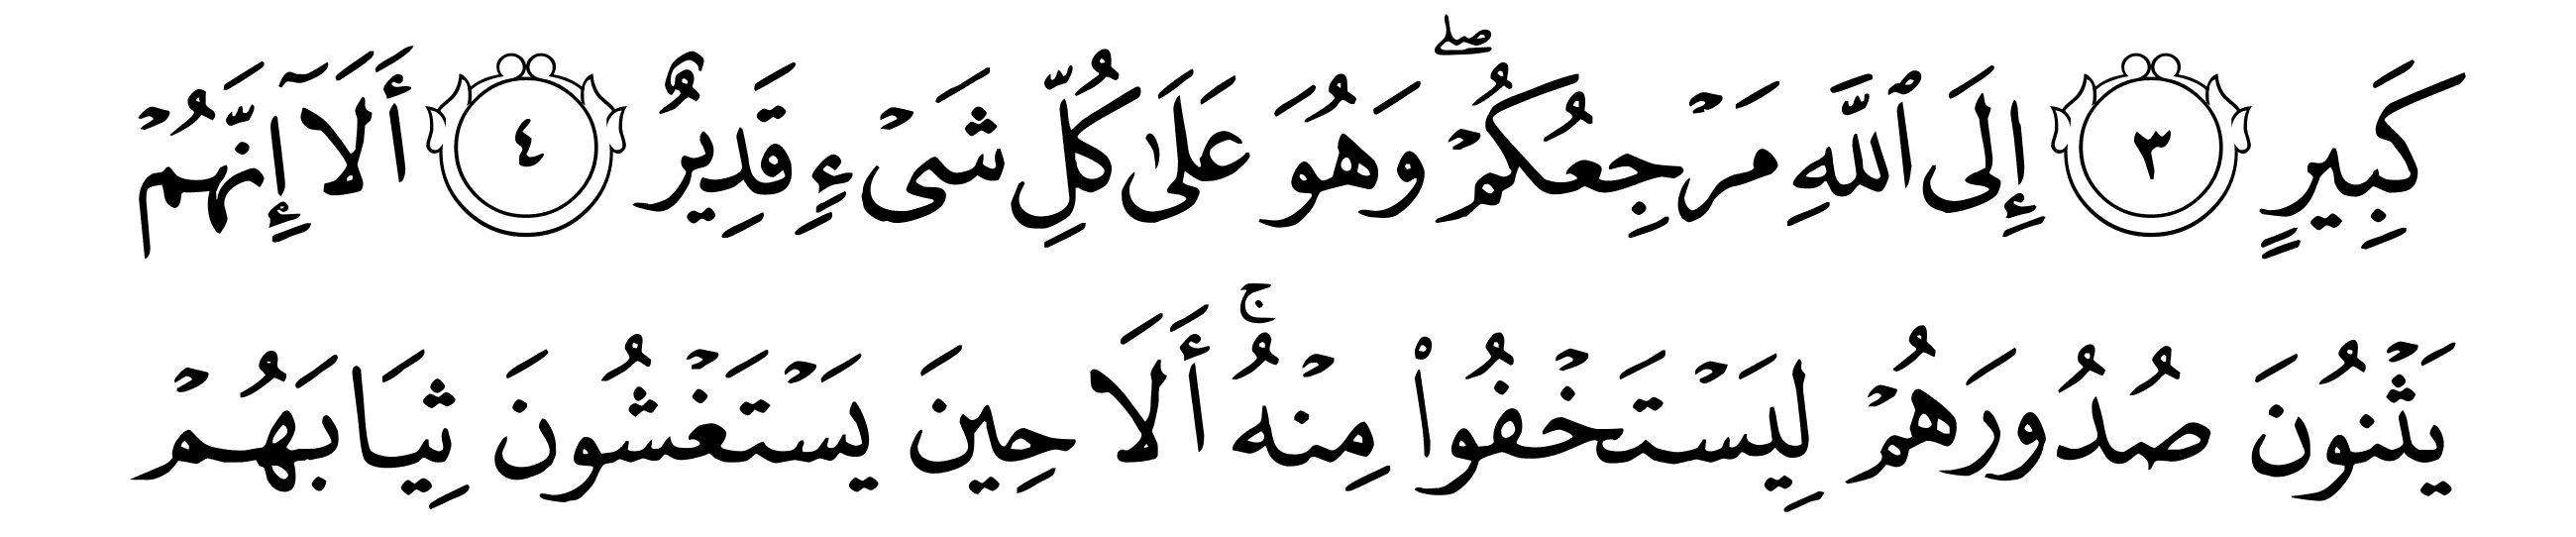 كَبِيرٍ ٣ إِلَى ٱللَّهِ مَرْجِعُكُمْ ۖ وَهُوَ عَلَىٰ كُلِّ شَىْءٍ قَدِيرٌ ٤ أَلَآ إِنَّهُمْ
يَثْنُونَ صُدُورَهُمْ لِيَسْتَخْفُوا۟ مِنْهُ ۚ أَلَا حِينَ يَسْتَغْشُونَ ثِيَابَهُمْ